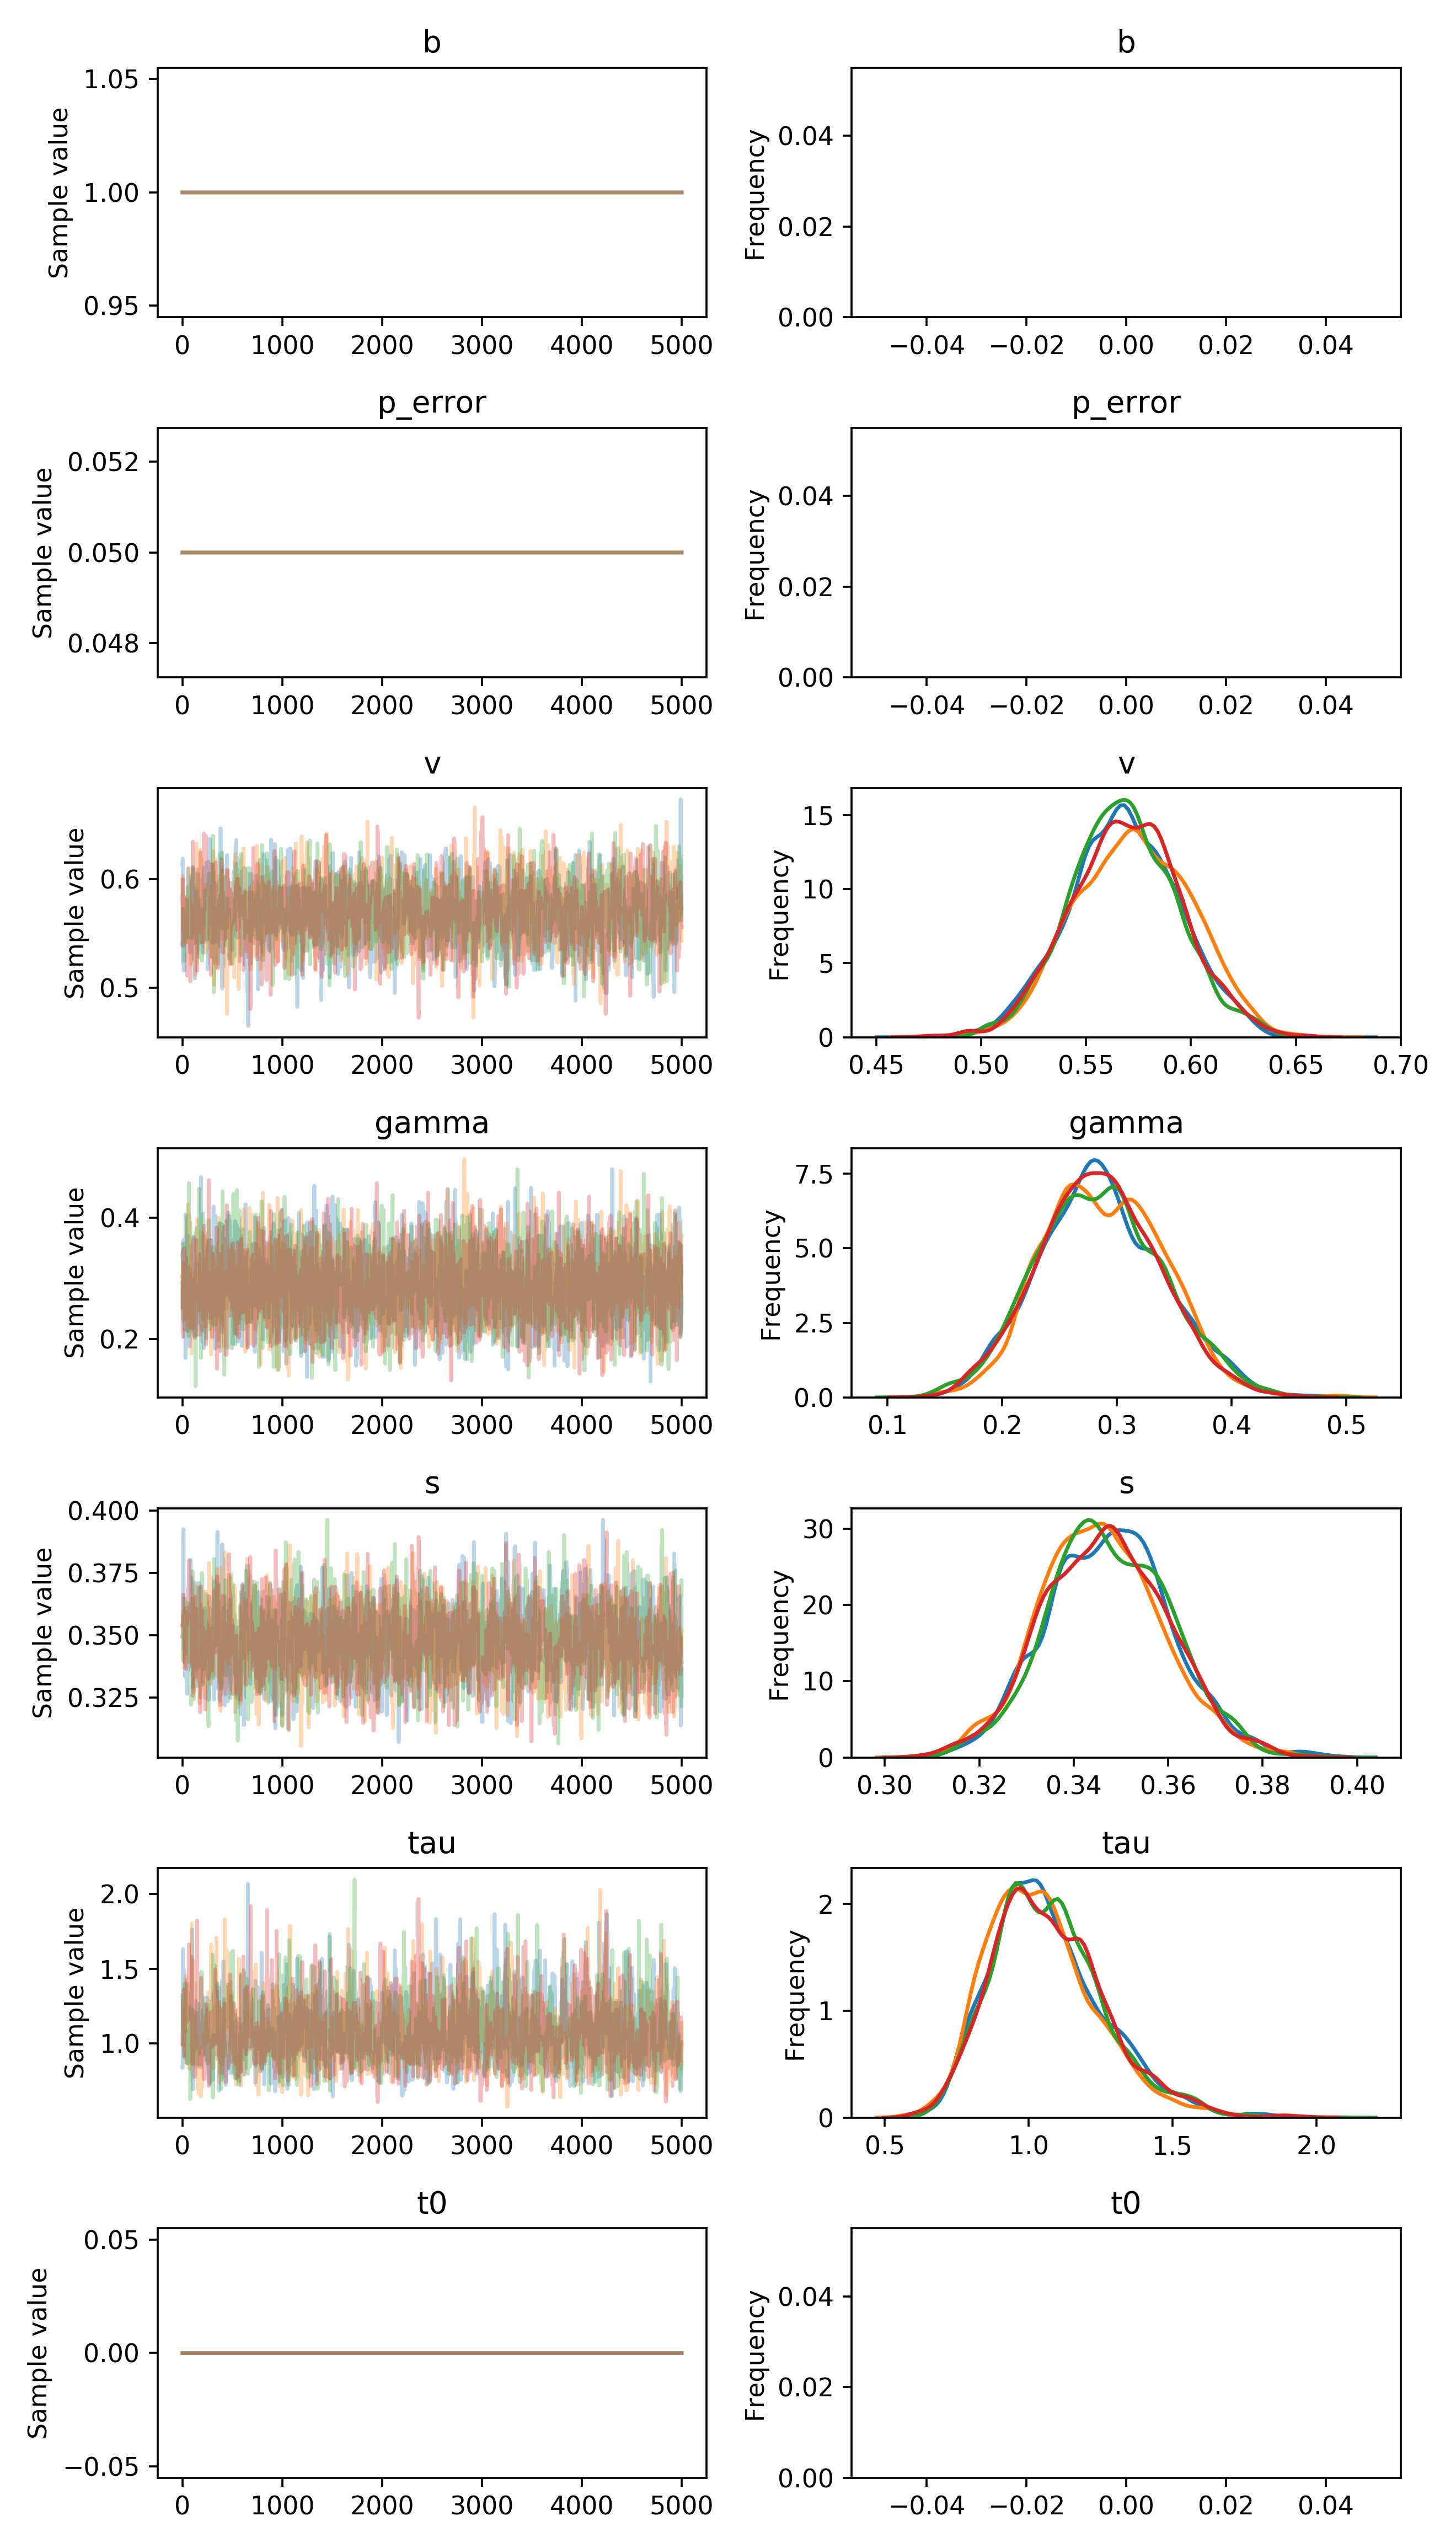 b
b
1.05
1.00
0.95
Sample value
0 1000 2000 3000 4000 5000
0.04
0.02
0.00
Frequency
−0.04 −0.02 0.00 0.02 0.04
p_error
p_error
0.052
0.050
0.048
Sample value
0 1000 2000 3000 4000 5000
0.04
0.02
0.00
Frequency
−0.04 −0.02 0.00 0.02 0.04
v
v
0.6
0.5
Sample value
0 1000 2000 3000 4000 5000
15
10
5
0
Frequency
0.45 0.50 0.55 0.60 0.65 0.70
gamma
gamma
0.4
0.2
Sample value
0 1000 2000 3000 4000 5000
7.5
5.0
2.5
0.0
Frequency
0.1 0.2 0.3 0.4 0.5
s
s
0.400
0.375
0.350
0.325
Sample value
0 1000 2000 3000 4000 5000
30
20
10
0
Frequency
0.30 0.32 0.34 0.36 0.38 0.40
tau
tau
2.0
1.5
1.0
Sample value
0 1000 2000 3000 4000 5000
2
1
0
Frequency
0.5 1.0 1.5 2.0
t0
t0
0.05
0.00
−0.05
Sample value
0 1000 2000 3000 4000 5000
0.04
0.02
0.00
Frequency
−0.04 −0.02 0.00 0.02 0.04